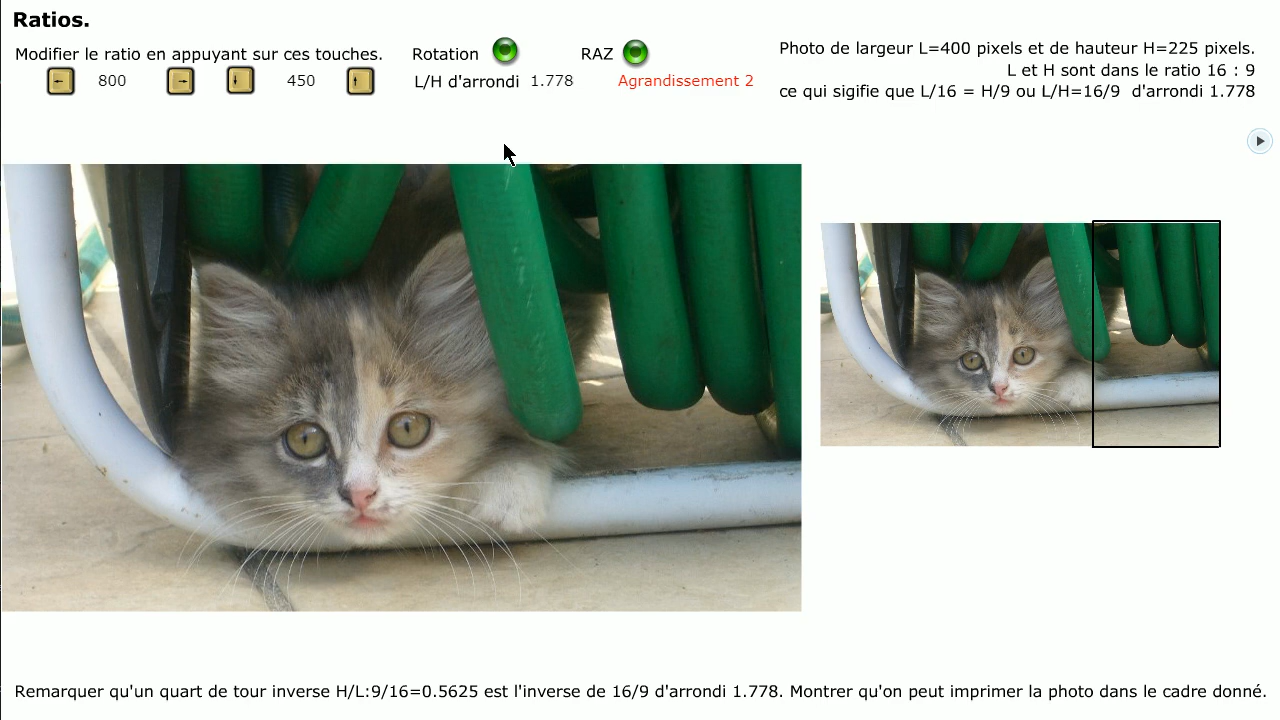 Ratios.
Modifier le ratio en appuyant sur ces touches. Rotation RAZ
800 450 L/H d'arrondi 1.778 Agrandissement 2
Photo de largeur L=400 pixels et de hauteur H=225 pixels.
L et H sont dans le ratio 16 : 9
ce qui sigifie que L/16 = H/9 ou L/H=16/9 d'arrondi 1.778
Remarquer qu'un quart de tour inverse H/L:9/16=0.5625 est l'inverse de 16/9 d'arrondi 1.778. Montrer qu'on peut imprimer la photo dans le cadre donné.